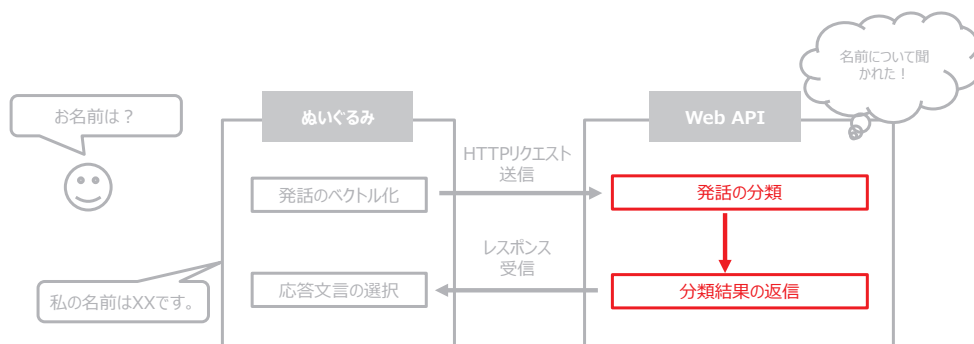 名前について聞
かれた！
お名前は？
ぬいぐるみ
Web API
HTTPリクエスト
送信
発話のベクトル化
発話の分類
レスポンス
受信
私の名前はXXです。
応答文言の選択
分類結果の返信